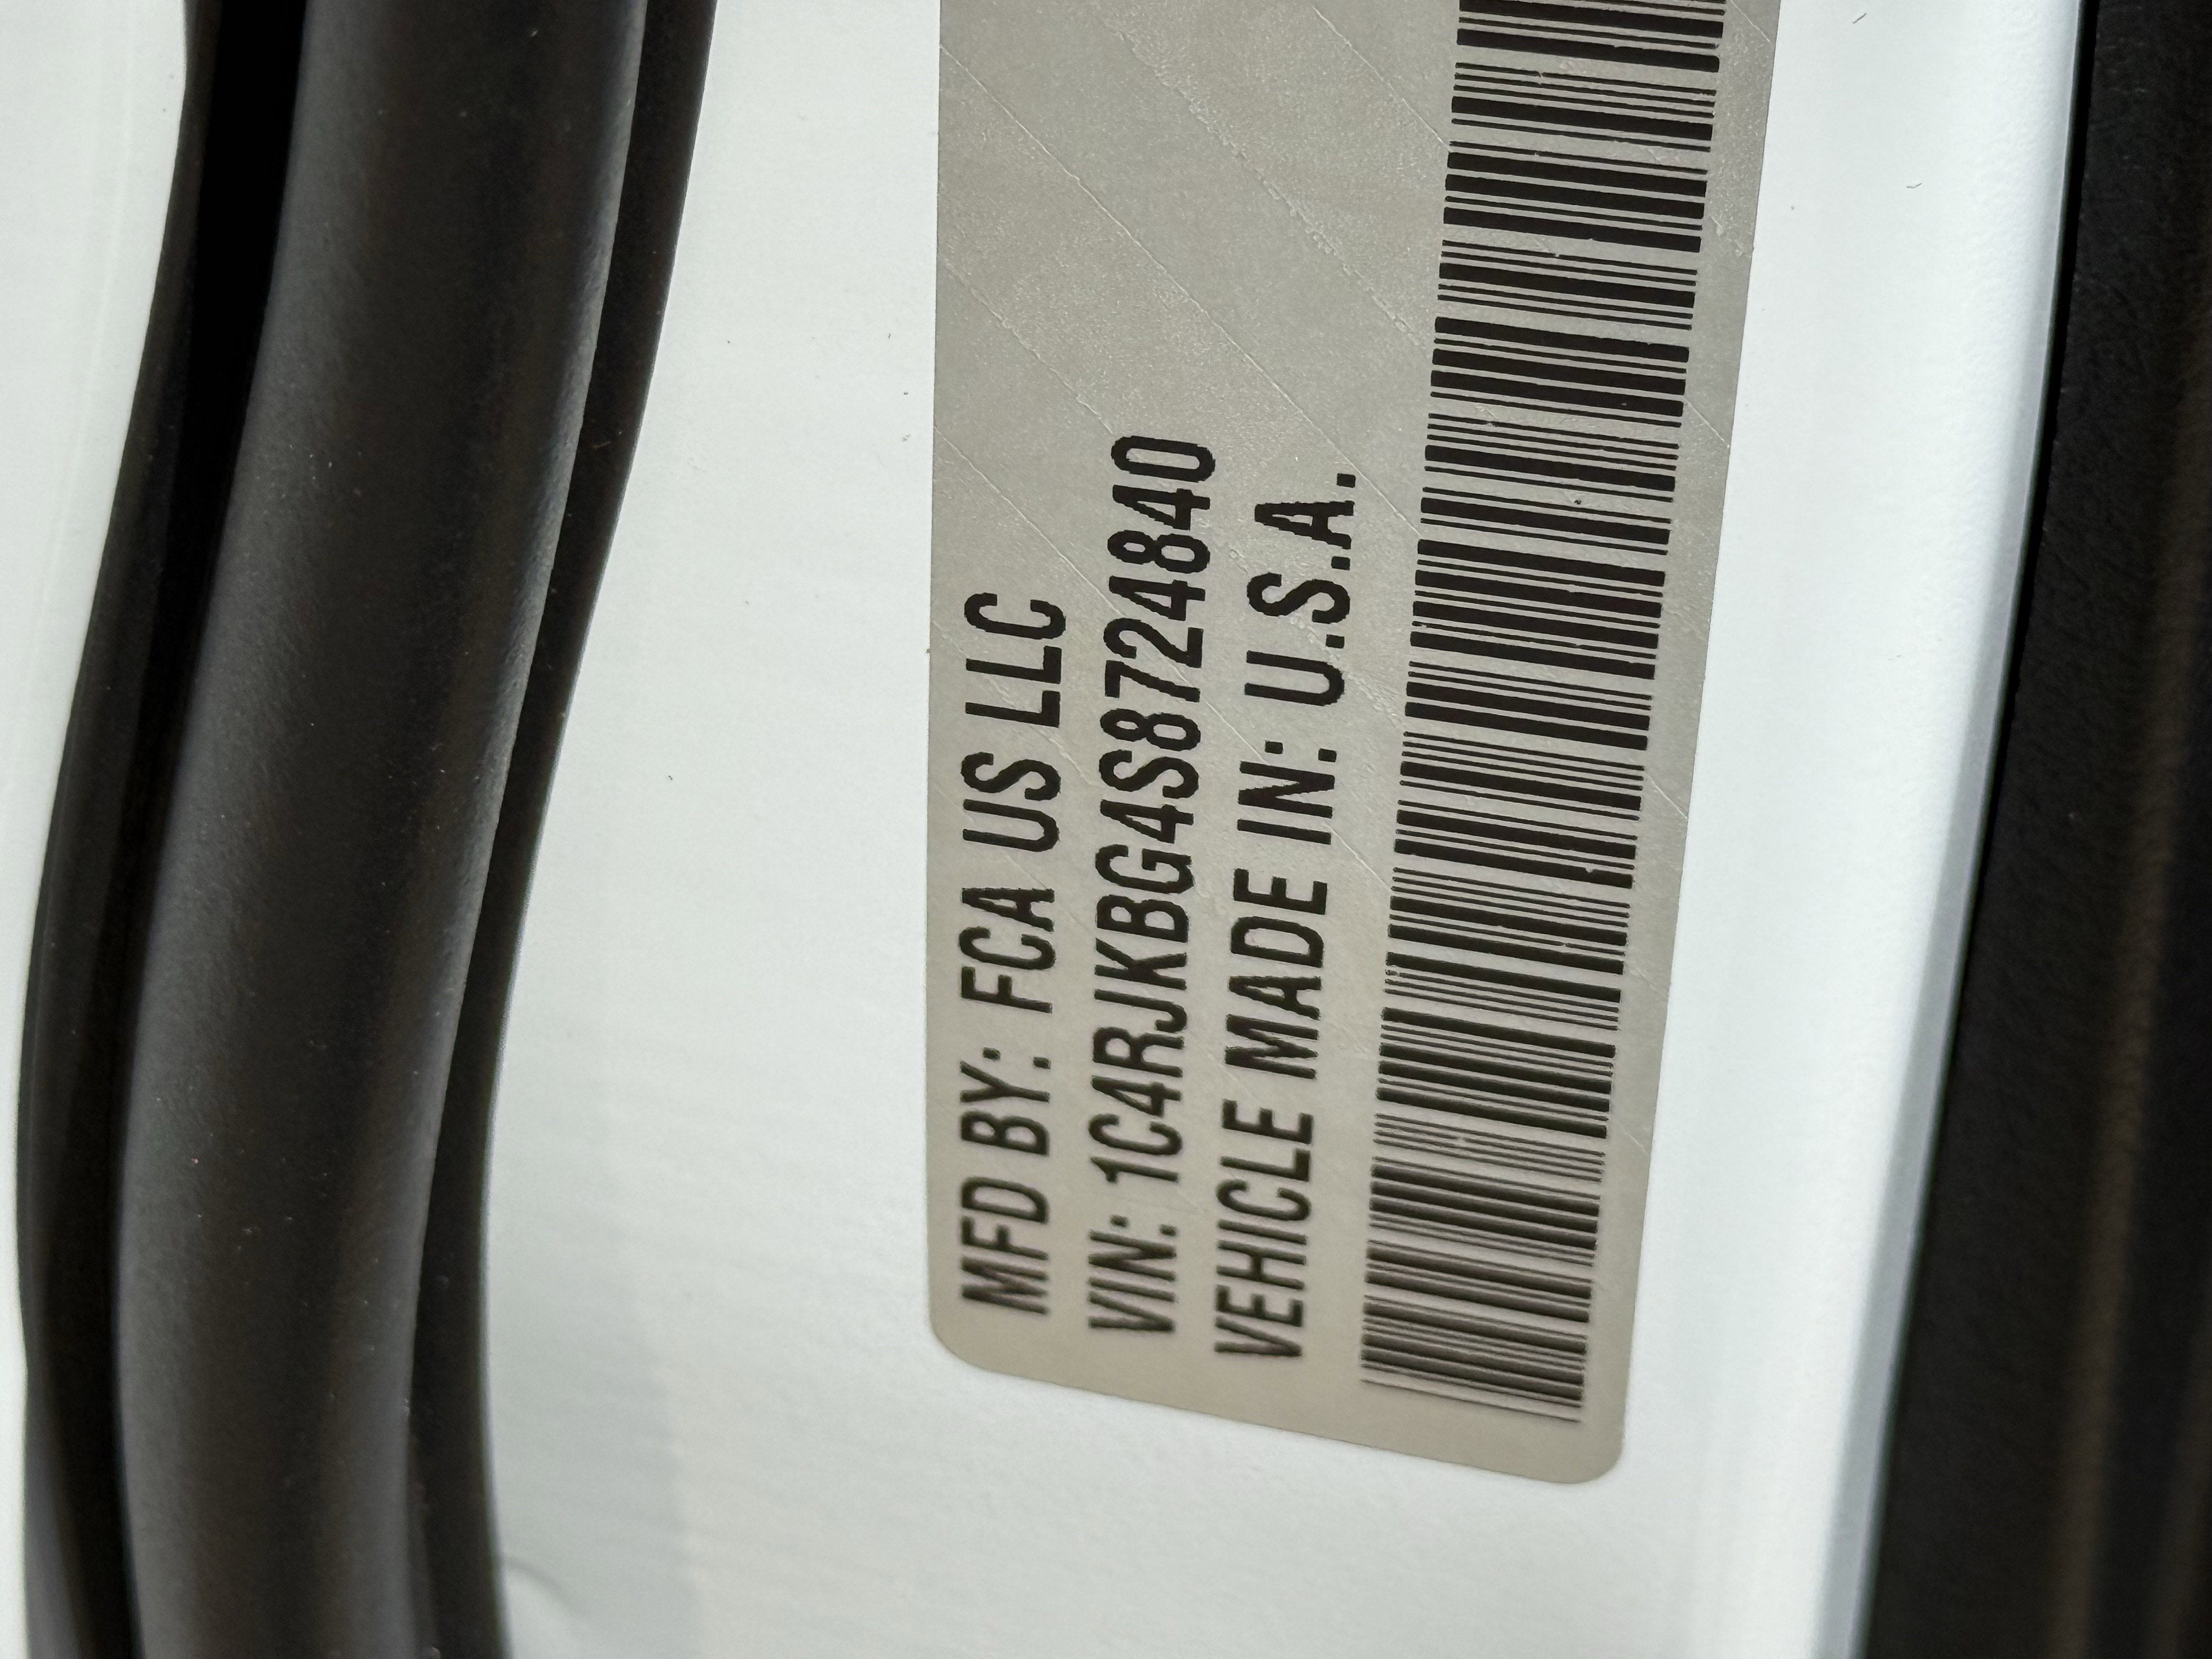 MFD BY: FCA US LLC
VIN: 1C4RJKBG4S8724840
VEHICLE MADE IN: U.S.A.